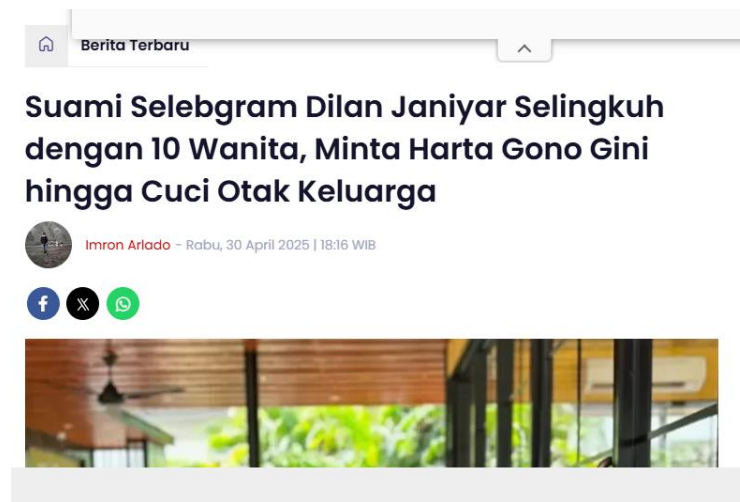 Berita Terbaru
Suami Selebgram Dilan Janiyar Selingkuh
dengan 10 Wanita, Minta Harta Gono Gini
hingga Cuci Otak Keluarga
Imron Arlado - Rabu, 30 April 2025 | 18:16 WIB